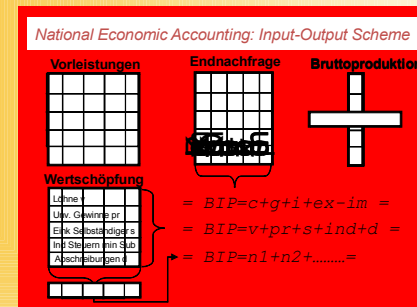 National Economic Accounting: Input-Output Scheme
Vorleistungen Endnachfrage Bruttoproduktion
Wertschöpfung
Löhne v
Unv. Gewinne pr
Eink Selbständiger s
Ind Steuern min Sub
Abschreibungen d
= BIP=c+g+i+ex-im =
= BIP=v+pr+s+ind+d =
= BIP=n1+n2+………=